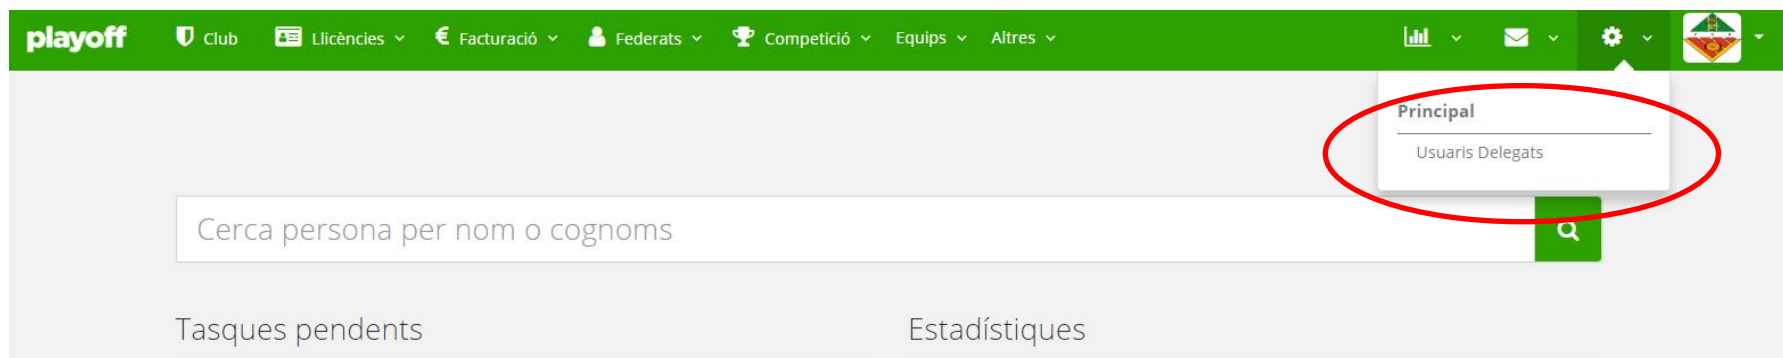 playoff Club Llicències € Facturació Federats Competició Equips Altres
Principal
Usuaris Delegats
Cerca persona per nom o cognoms
Tasques pendents Estadístiques